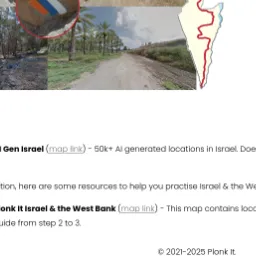 Gen Israel (map link) - 50k+ AI generated locations in Israel. Doe
tion, here are some resources to help you practise Israel & the We
onk It Israel & the West Bank (map link) - This map contains loc
uide from step 2 to 3.
© 2021-2025 Plonk It.